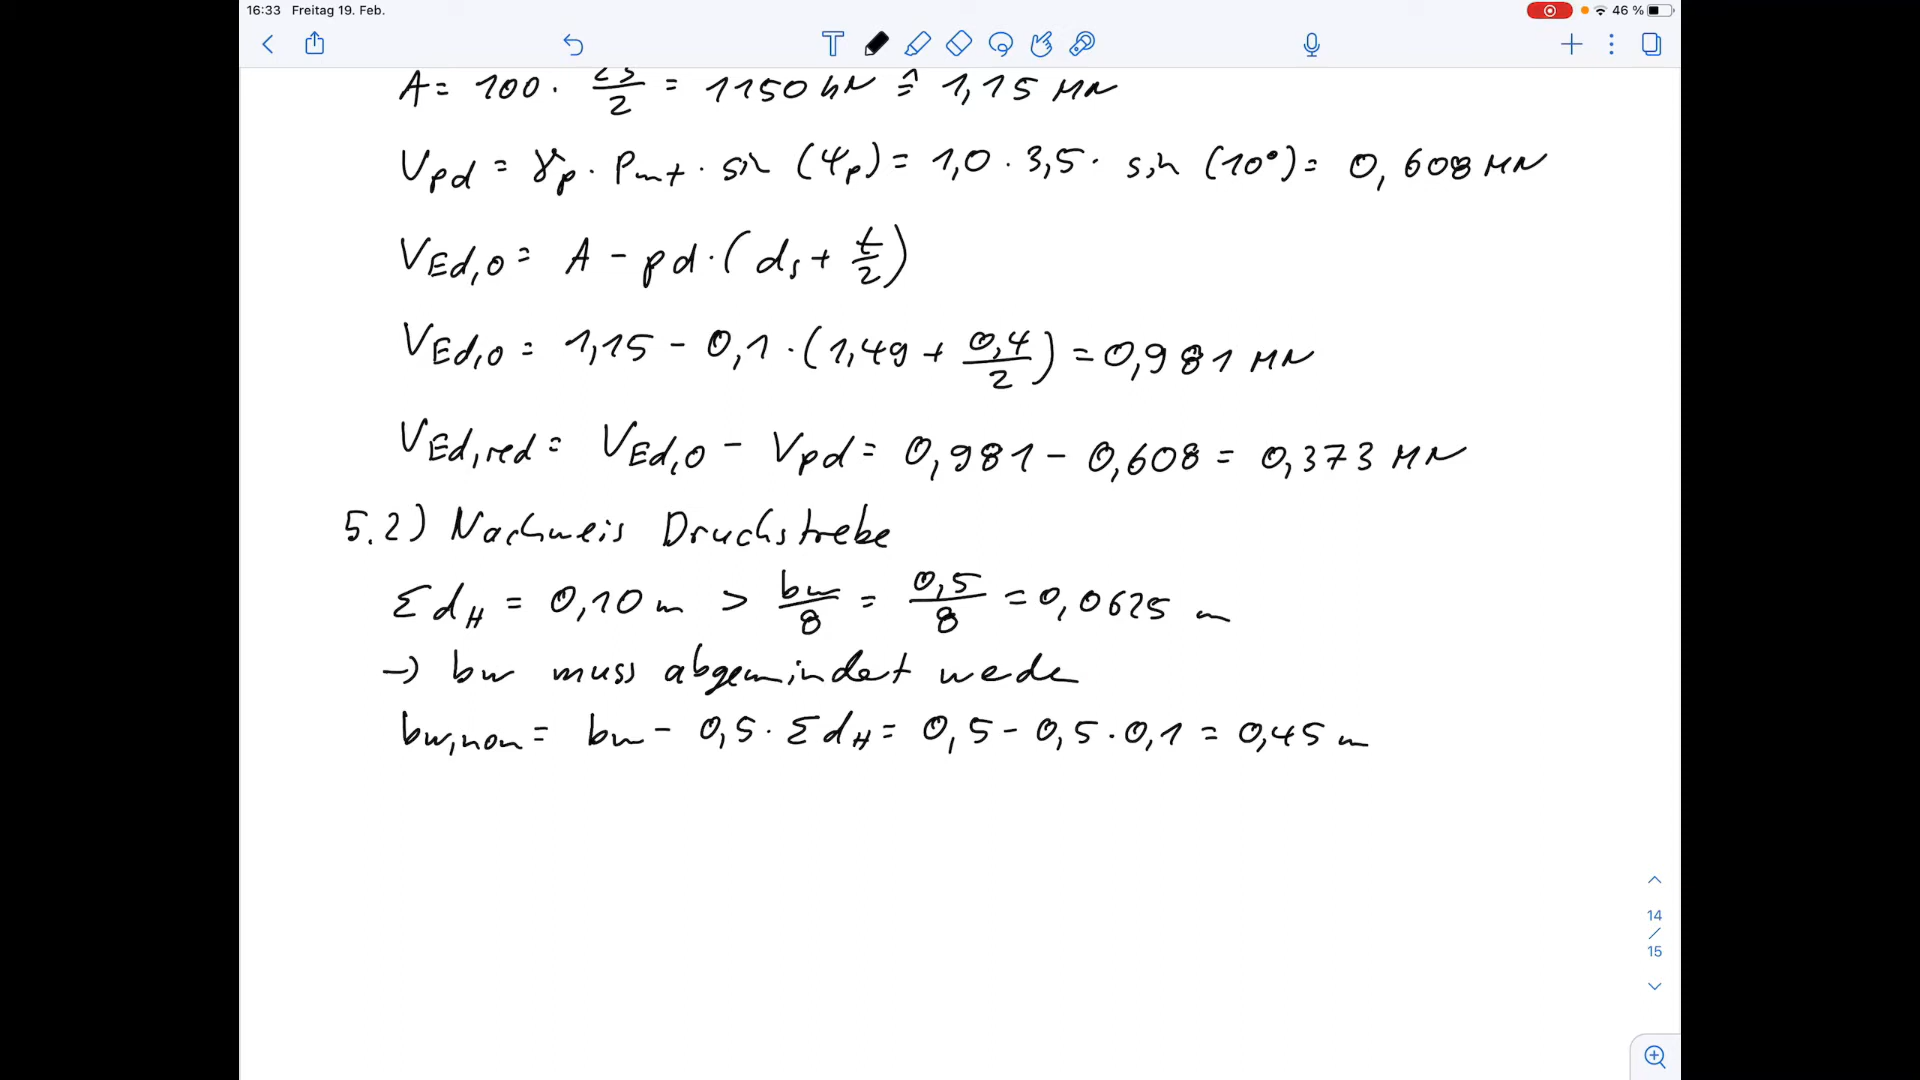 16:33 Freitag 19. Feb. 46 %
T
A = 100 · 23/2 = 1150 kN ≙ 1,15 MN
Vpd = γp · Pmt · sin (Ψp) = 1,0 · 3,5 · sin (10°) = 0,608 MN
VEd,0 = A - pd · (ds + t/2)
VEd,0 = 1,15 - 0,1 · (1,49 + 0,4/2) = 0,981 MN
VEd,red = VEd,0 - Vpd = 0,981 - 0,608 = 0,373 MN
5.2) Nachweis Druckstrebe
Σ dH = 0,10 m > bw/8 = 0,5/8 = 0,0625 m
→ bw muss abgemindert werden
bw,nom = bw - 0,5 · Σ dH = 0,5 - 0,5 · 0,1 = 0,45 m
14
/
15